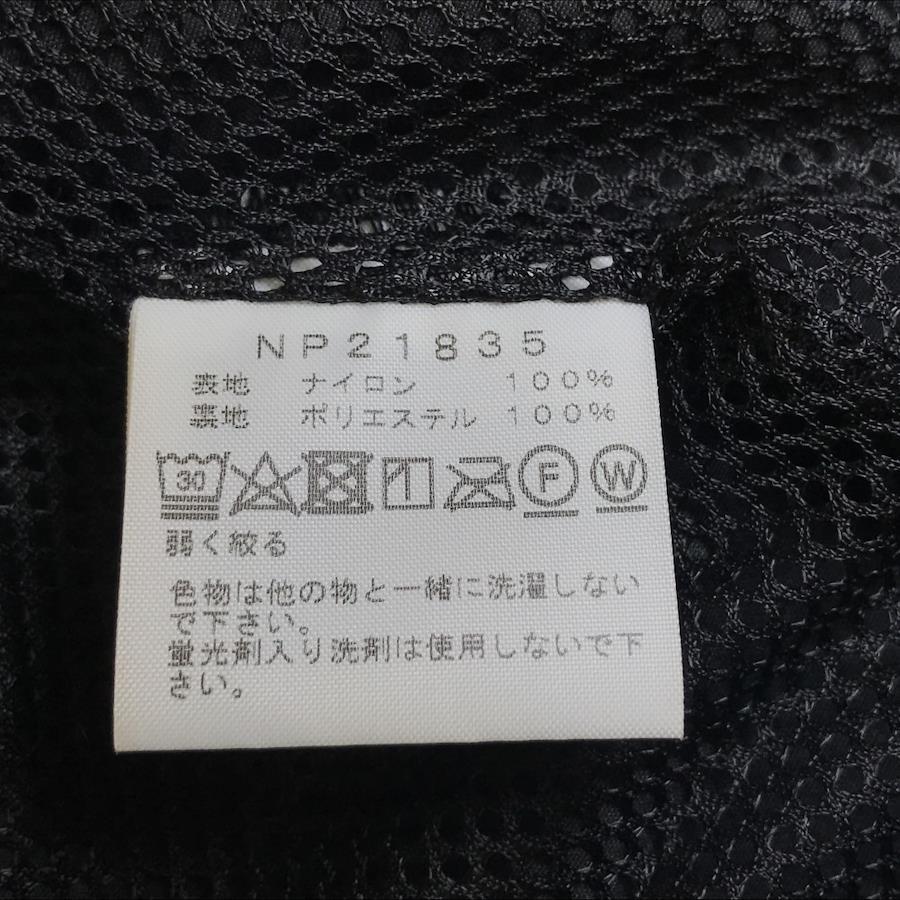 NP21835
表地 ナイロン 100%
裏地 ポリエステル 100%
30 F W
弱く絞る
色物は他の物と一緒に洗濯しない
で下さい。
蛍光剤入り洗剤は使用しないで下
さい。